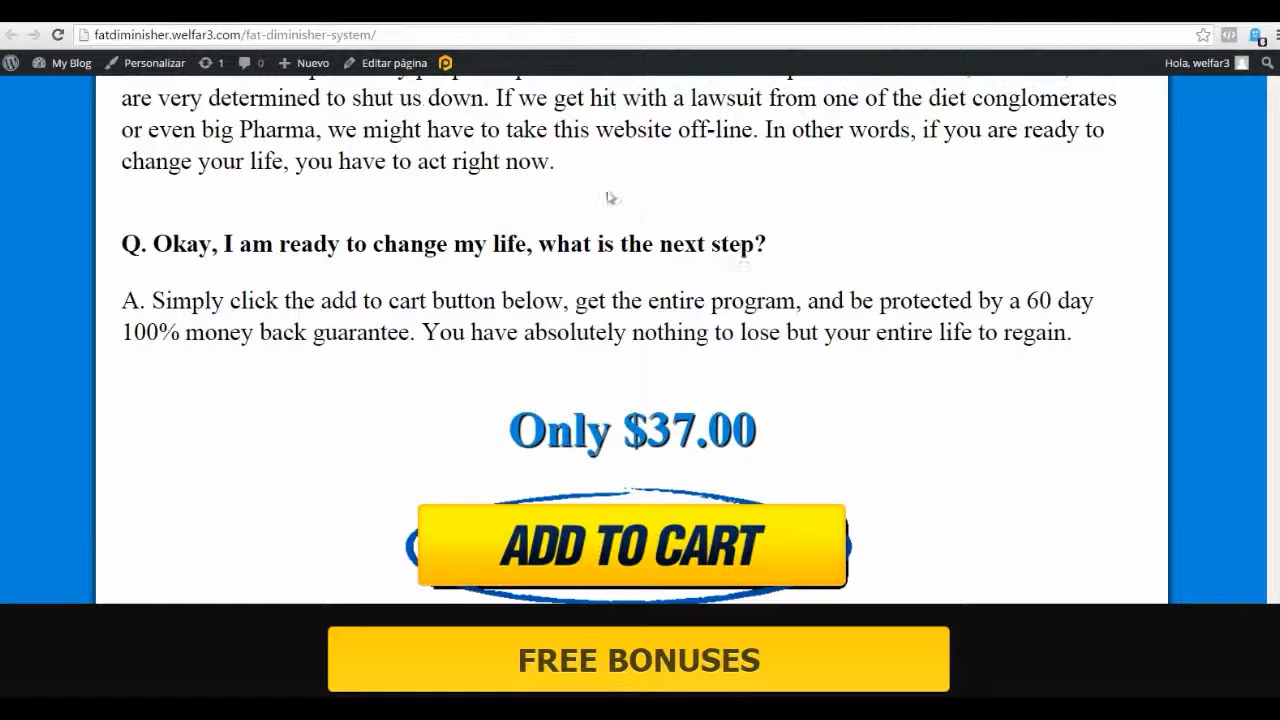 fatdiminisher.welfar3.com/fat-diminisher-system/
My Blog Personalizar 1 0 Nuevo Editar página Hola, welfar3
are very determined to shut us down. If we get hit with a lawsuit from one of the diet conglomerates
or even big Pharma, we might have to take this website off-line. In other words, if you are ready to
change your life, you have to act right now.
Q. Okay, I am ready to change my life, what is the next step?
A. Simply click the add to cart button below, get the entire program, and be protected by a 60 day
100% money back guarantee. You have absolutely nothing to lose but your entire life to regain.
Only $37.00
ADD TO CART
FREE BONUSES